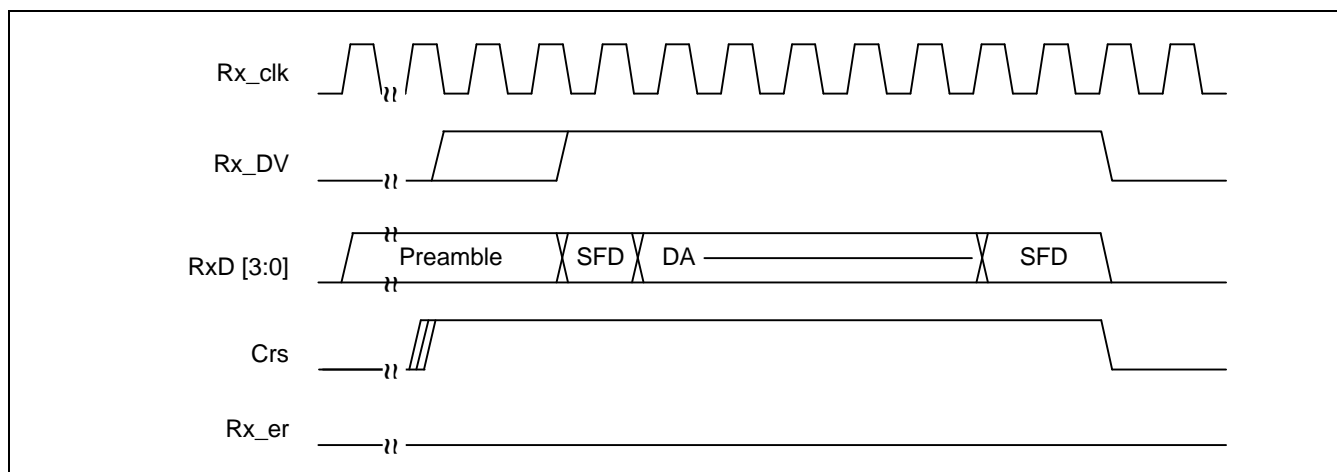 Rx_clk
Rx_DV
RxD [3:0] Preamble SFD DA SFD
Crs
Rx_er